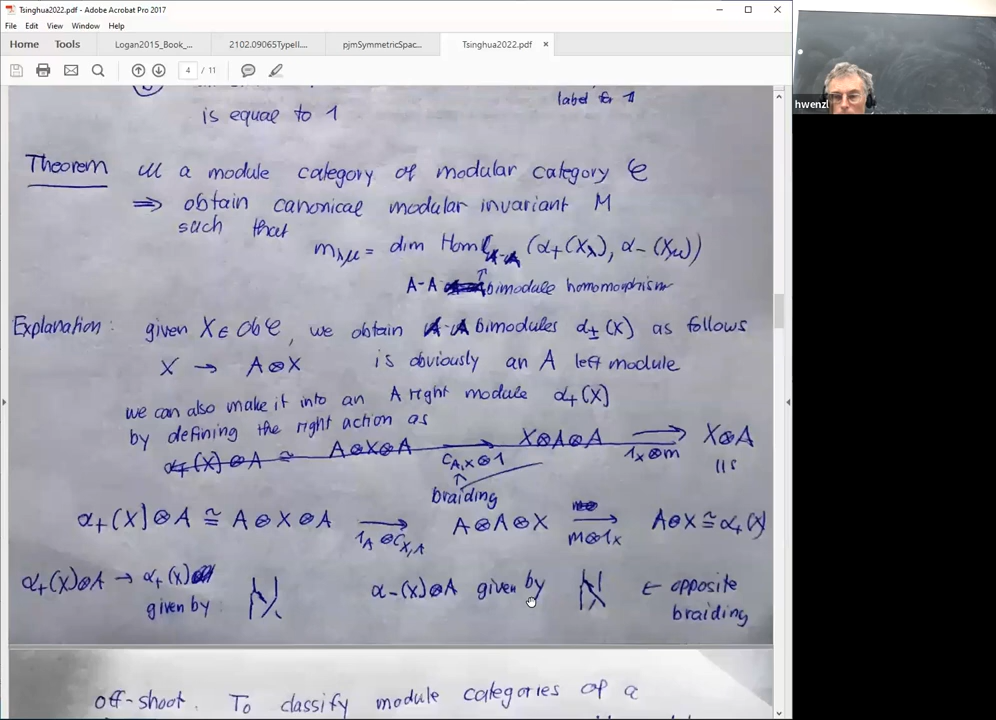 Tsinghua2022.pdf - Adobe Acrobat Pro 2017
File Edit View Window Help
Home Tools Logan2015_Book_... 2102.09065TypeII.... pjmSymmetricSpac... Tsinghua2022.pdf ×
4 / 11
hwenzl
is equal to 1
label for 1
Theorem M a module category of modular category C
⇒ obtain canonical modular invariant M
such that
m_λμ = dim Hom (α+(X_λ), α-(X_μ))
A-A bimodule homomorphism
Explanation: given X ∈ Ob C, we obtain A-A bimodules α±(X) as follows
X → A⊗X is obviously an A left module
we can also make it into an A right module α+(X)
by defining the right action as
α+(X)⊗A ≅ A⊗X⊗A → X⊗A⊗A → X⊗A
C_A,X ⊗1 1_X⊗m
braiding
α+(X)⊗A ≅ A⊗X⊗A → A⊗A⊗X → A⊗X ≅ α+(X)
1_A⊗C_X,A m⊗1_X
α+(X)⊗A → α+(X)
given by
α-(X)⊗A given by ← opposite
braiding
off-shoot. To classify module categories of a